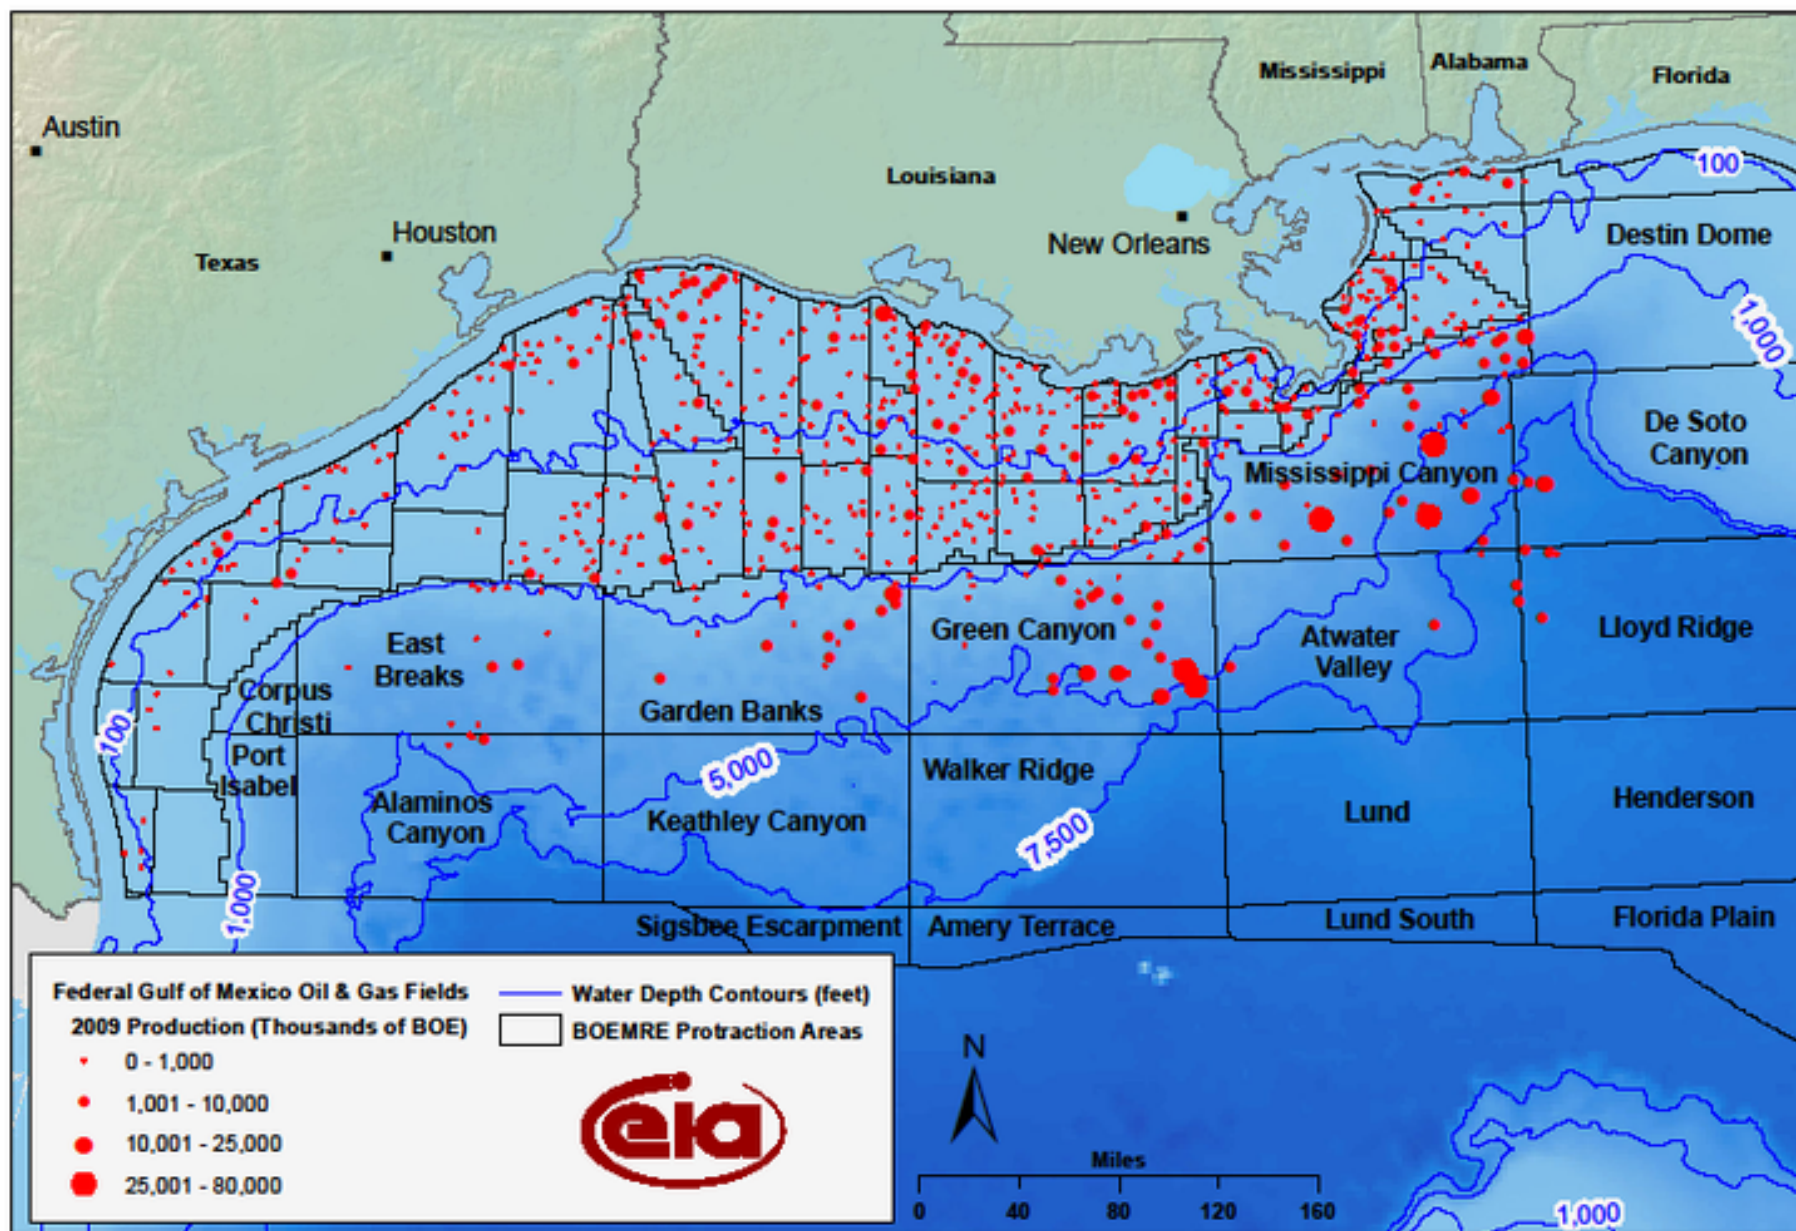 Mississippi
Alabama
Florida
Austin
100
Louisiana
Houston
New Orleans
Destin Dome
Texas
1,000
De Soto
Canyon
Mississippi Canyon
East
Breaks
Green Canyon
Atwater
Valley
Lloyd Ridge
Corpus
Christi
Garden Banks
100
Port
Isabel
5,000
Walker Ridge
Alaminos
Canyon
Keathley Canyon
7,500
Lund
Henderson
1,000
Sigsbee Escarpment
Amery Terrace
Lund South
Florida Plain
Federal Gulf of Mexico Oil & Gas Fields
2009 Production (Thousands of BOE)
0 - 1,000
1,001 - 10,000
10,001 - 25,000
25,001 - 80,000
Water Depth Contours (feet)
BOEMRE Protraction Areas
eia
N
Miles
0 40 80 120 160
1,000